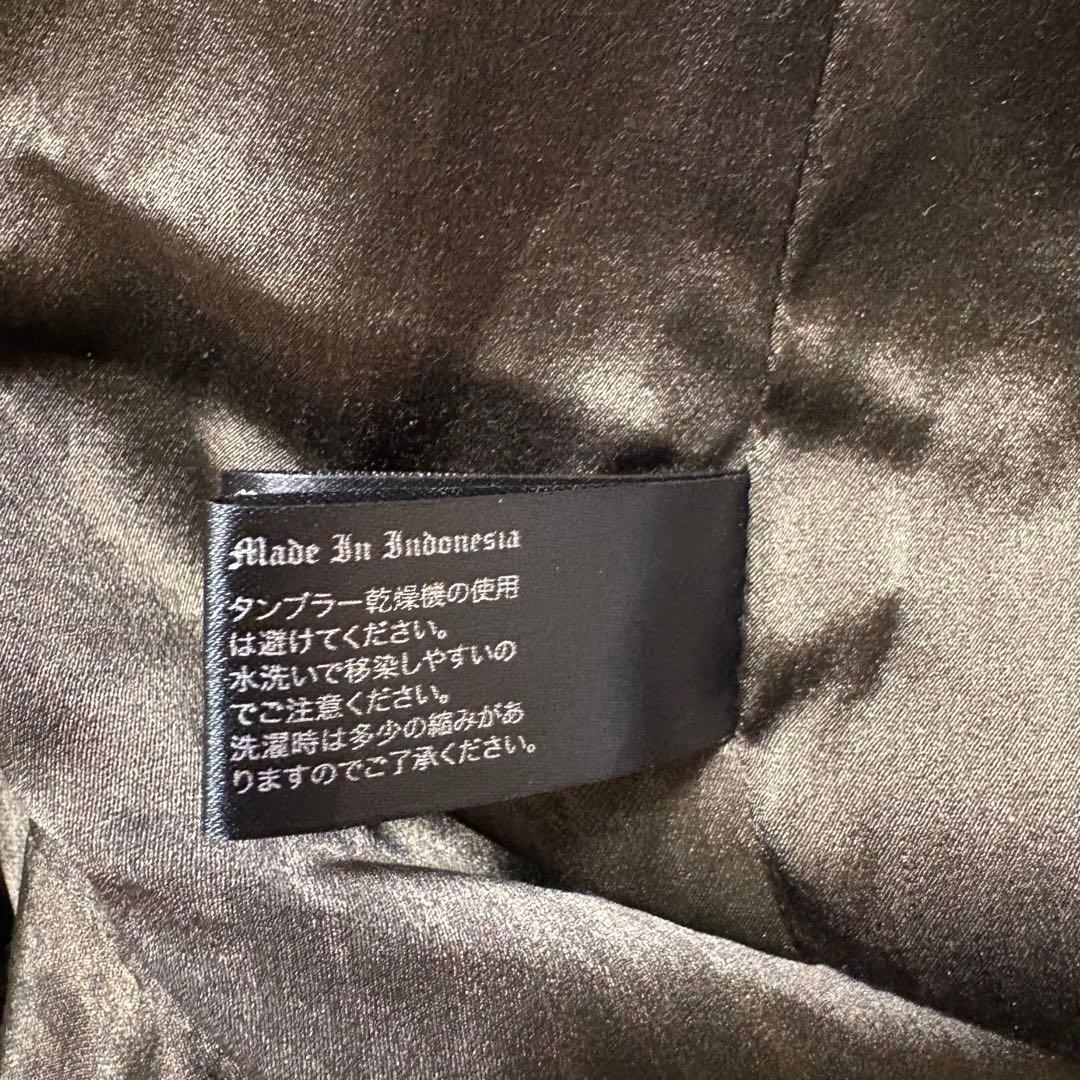 Made In Indonesia
タンブラー乾燥機の使用
は避けてください。
水洗いで移染しやすいの
でご注意ください。
洗濯時は多少の縮みがあ
りますのでご了承ください。